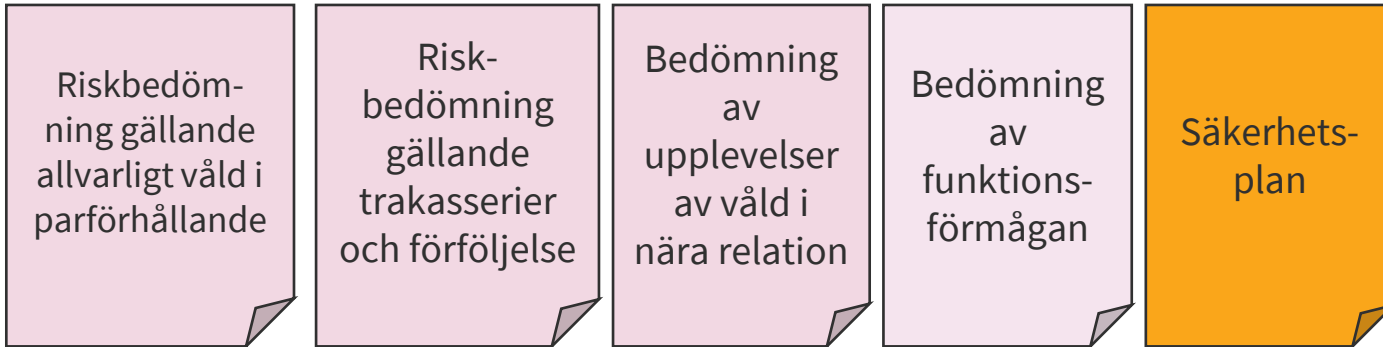 Riskbedöm-
ning gällande
allvarligt våld i
parförhållande
Risk-
bedömning
gällande
trakasserier
och förföljelse
Bedömning
av
upplevelser
av våld i
nära relation
Bedömning
av
funktions-
förmågan
Säkerhets-
plan